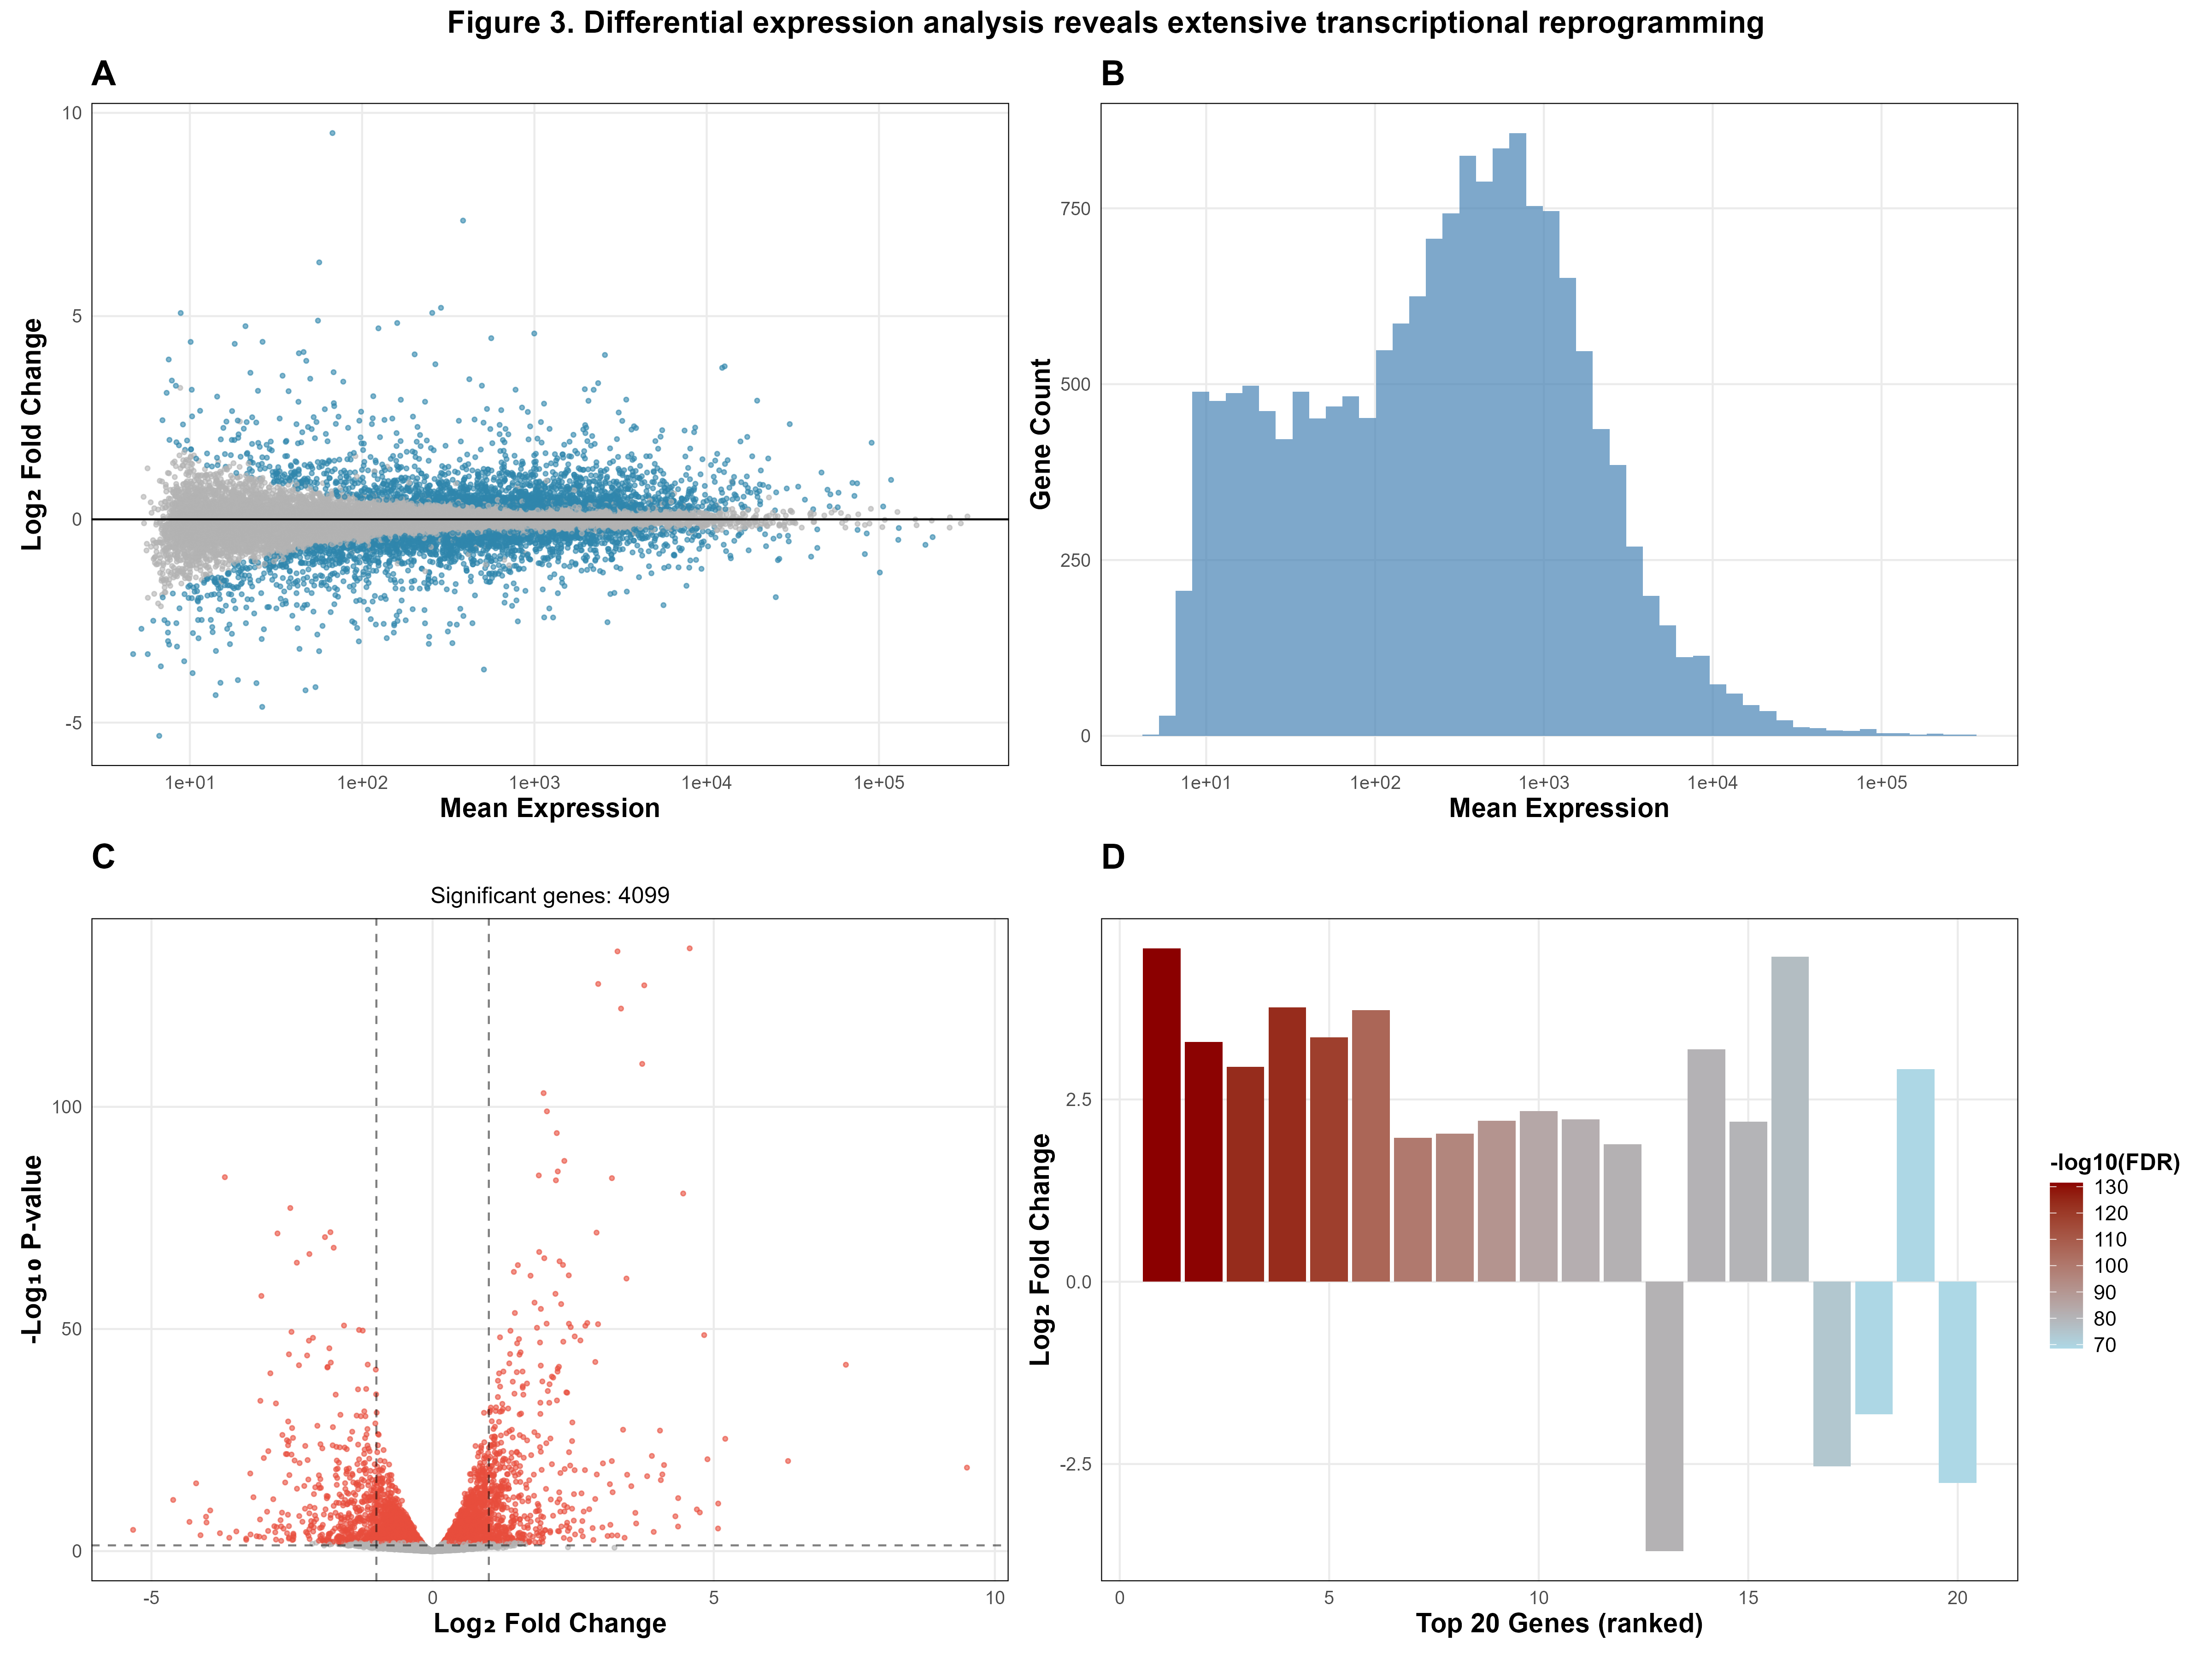 Figure 3. Differential expression analysis reveals extensive transcriptional reprogramming
A
Log₂ Fold Change
10
5
0
-5
1e+01 1e+02 1e+03 1e+04 1e+05
Mean Expression
B
Gene Count
750
500
250
0
1e+01 1e+02 1e+03 1e+04 1e+05
Mean Expression
C
Significant genes: 4099
-Log₁₀ P-value
100
50
0
-5 0 5 10
Log₂ Fold Change
D
Log₂ Fold Change
2.5
0.0
-2.5
0 5 10 15 20
Top 20 Genes (ranked)
-log10(FDR)
130
120
110
100
90
80
70